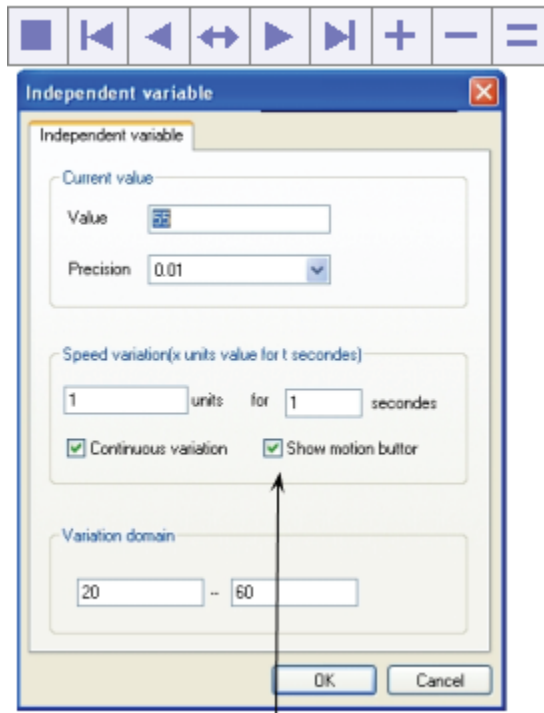 Independent variable
Independent variable
Current value
Value 55
Precision 0.01
Speed variation(x units value for t secondes)
1 units for 1 secondes
Continuous variation Show motion buttor
Variation domain
20 -- 60
OK Cancel